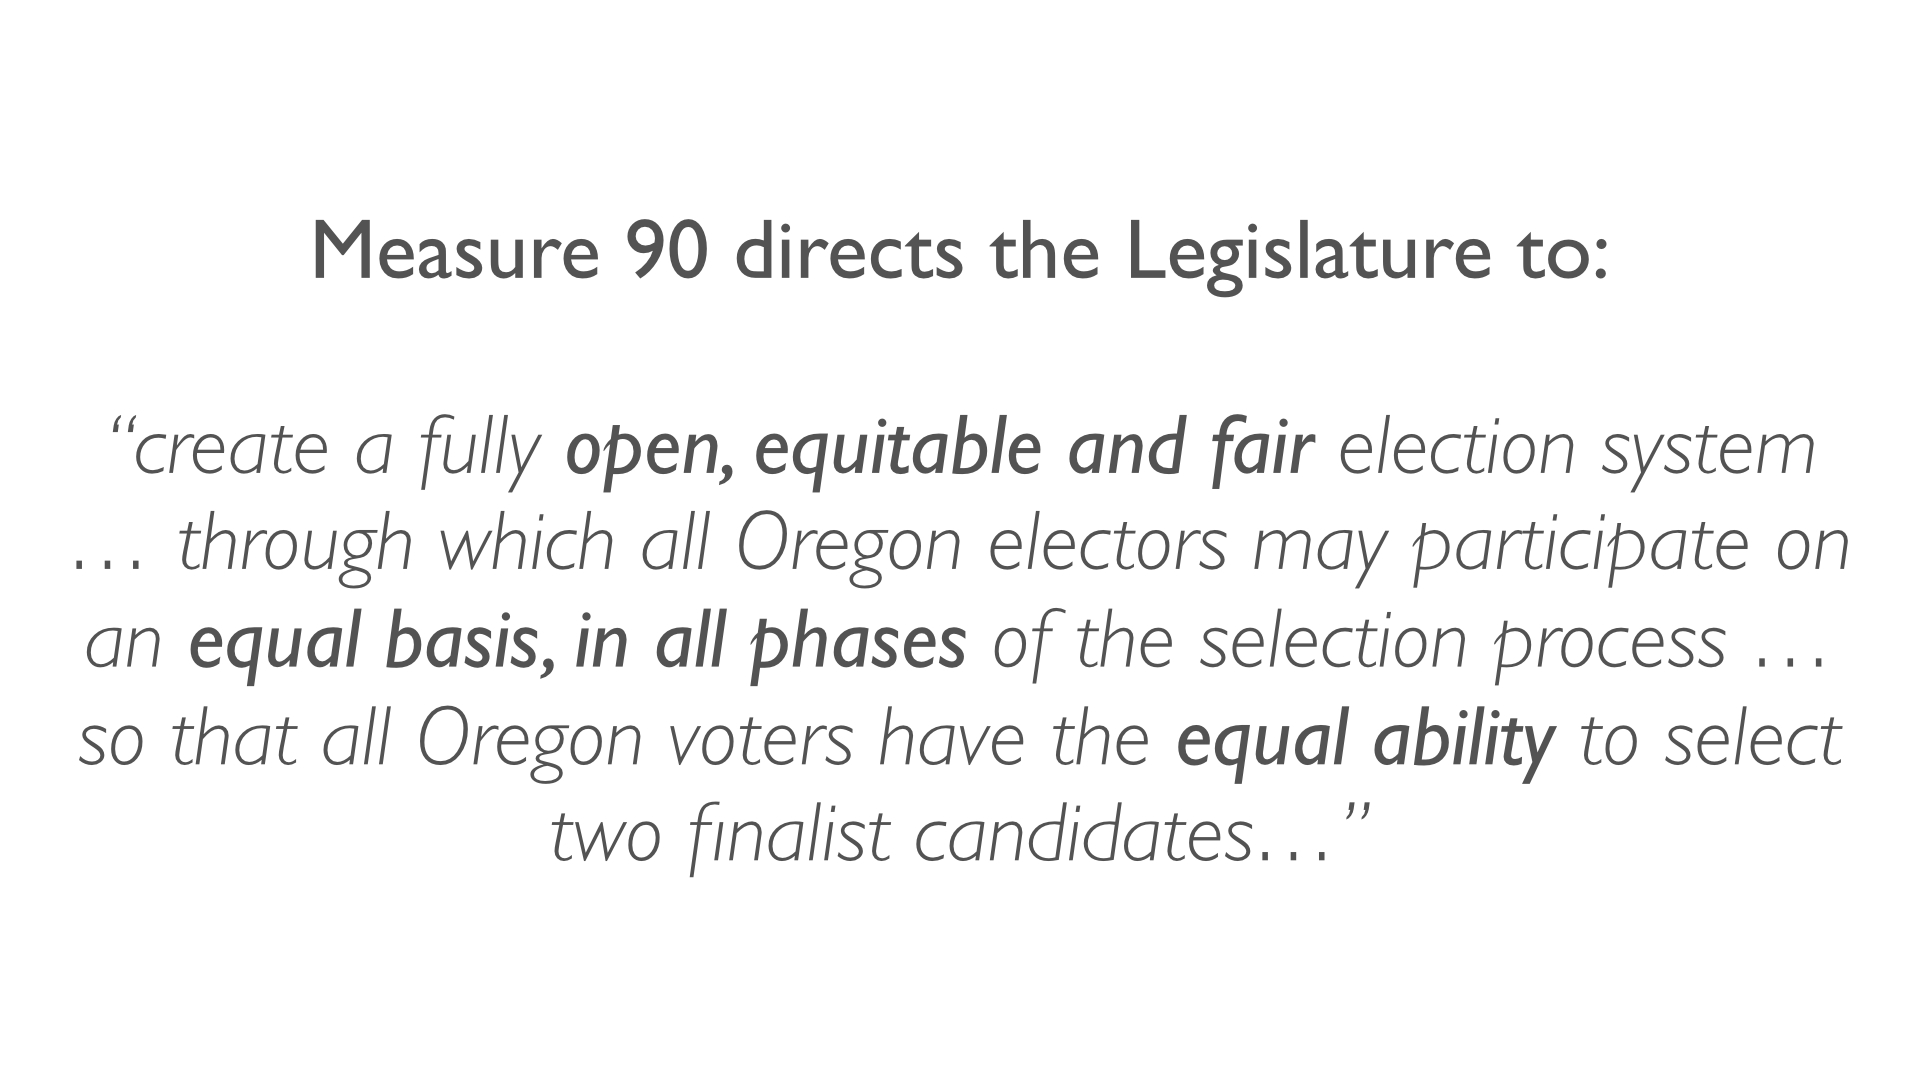 Measure 90 directs the Legislature to:
“create a fully open, equitable and fair election system
… through which all Oregon electors may participate on
an equal basis, in all phases of the selection process …
so that all Oregon voters have the equal ability to select
two finalist candidates…”